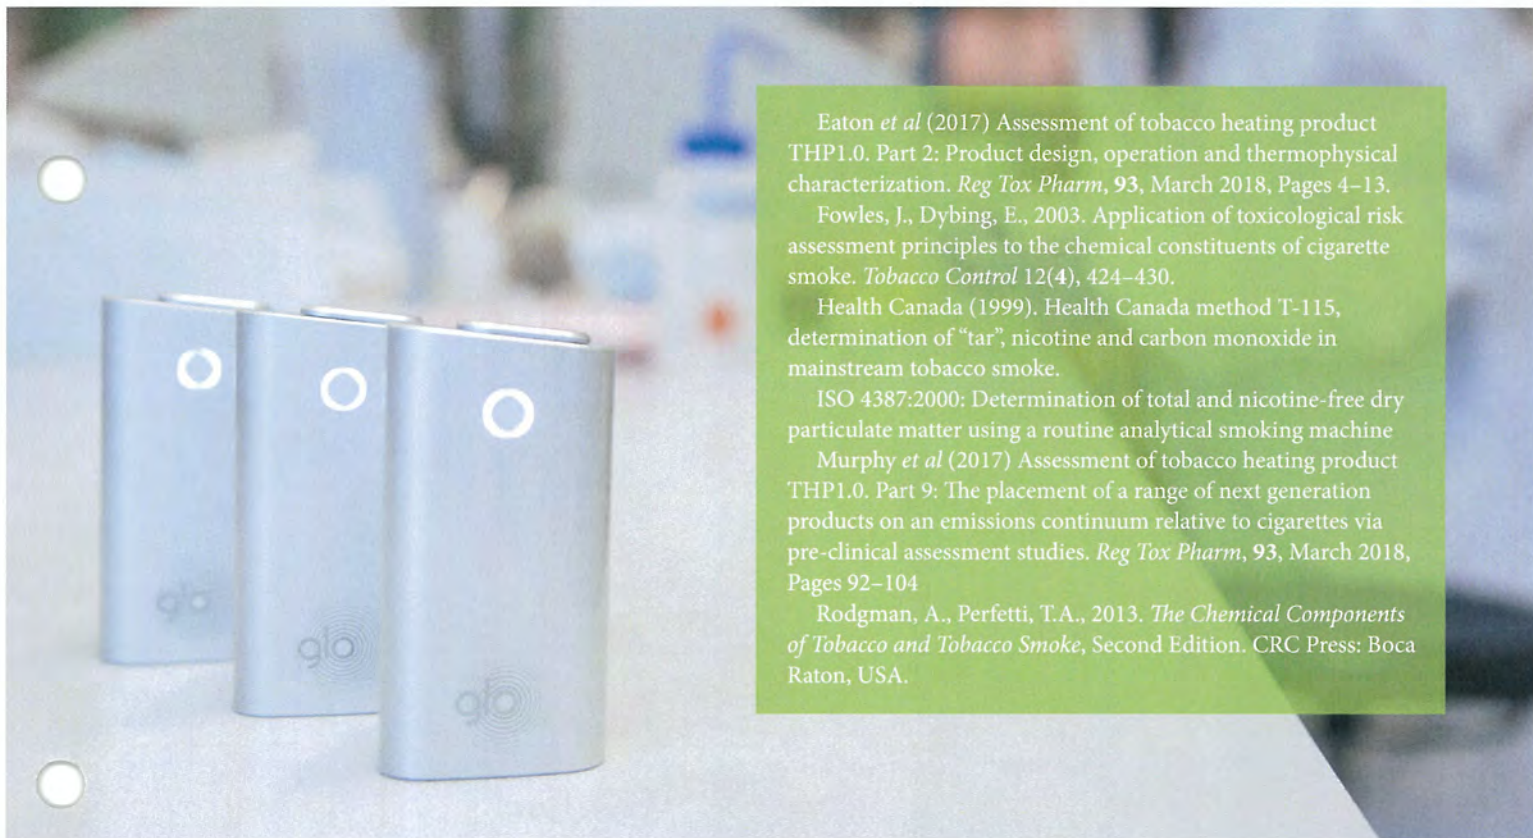 Eaton et al (2017) Assessment of tobacco heating product
THP1.0. Part 2: Product design, operation and thermophysical
characterization. Reg Tox Pharm, 93, March 2018, Pages 4–13.
Fowles, J., Dybing, E., 2003. Application of toxicological risk
assessment principles to the chemical constituents of cigarette
smoke. Tobacco Control 12(4), 424–430.
Health Canada (1999). Health Canada method T-115,
determination of “tar”, nicotine and carbon monoxide in
mainstream tobacco smoke.
ISO 4387:2000: Determination of total and nicotine-free dry
particulate matter using a routine analytical smoking machine
Murphy et al (2017) Assessment of tobacco heating product
THP1.0. Part 9: The placement of a range of next generation
products on an emissions continuum relative to cigarettes via
pre-clinical assessment studies. Reg Tox Pharm, 93, March 2018,
Pages 92–104
Rodgman, A., Perfetti, T.A., 2013. The Chemical Components
of Tobacco and Tobacco Smoke, Second Edition. CRC Press: Boca
Raton, USA.
glo
glo
glo